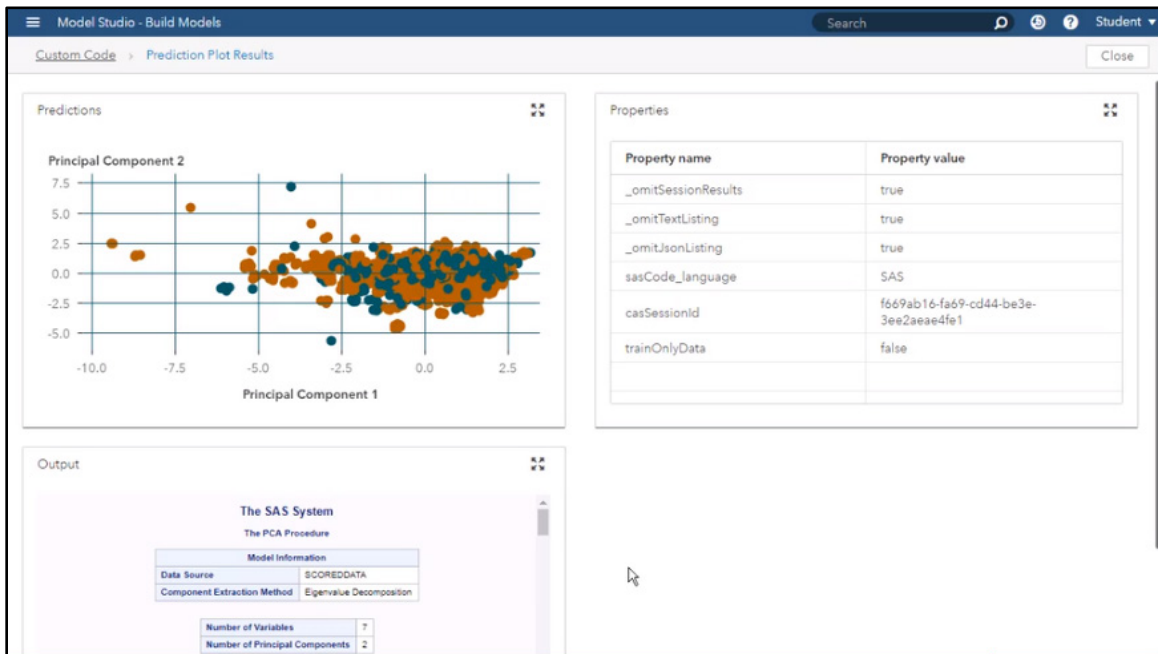 Model Studio - Build Models
Search
Student
Custom Code > Prediction Plot Results
Close
Predictions
Principal Component 2
7.5
5.0
2.5
0.0
-2.5
-5.0
-10.0 -7.5 -5.0 -2.5 0.0 2.5
Principal Component 1
Properties
Property name Property value
_omitSessionResults true
_omitTextListing true
_omitJsonListing true
sasCode_language SAS
casSessionId f669ab16-fa69-cd44-be3e-
3ee2aeae4fe1
trainOnlyData false
Output
The SAS System
The PCA Procedure
Model Information
Data Source SCOREDDATA
Component Extraction Method Eigenvalue Decomposition
Number of Variables 7
Number of Principal Components 2